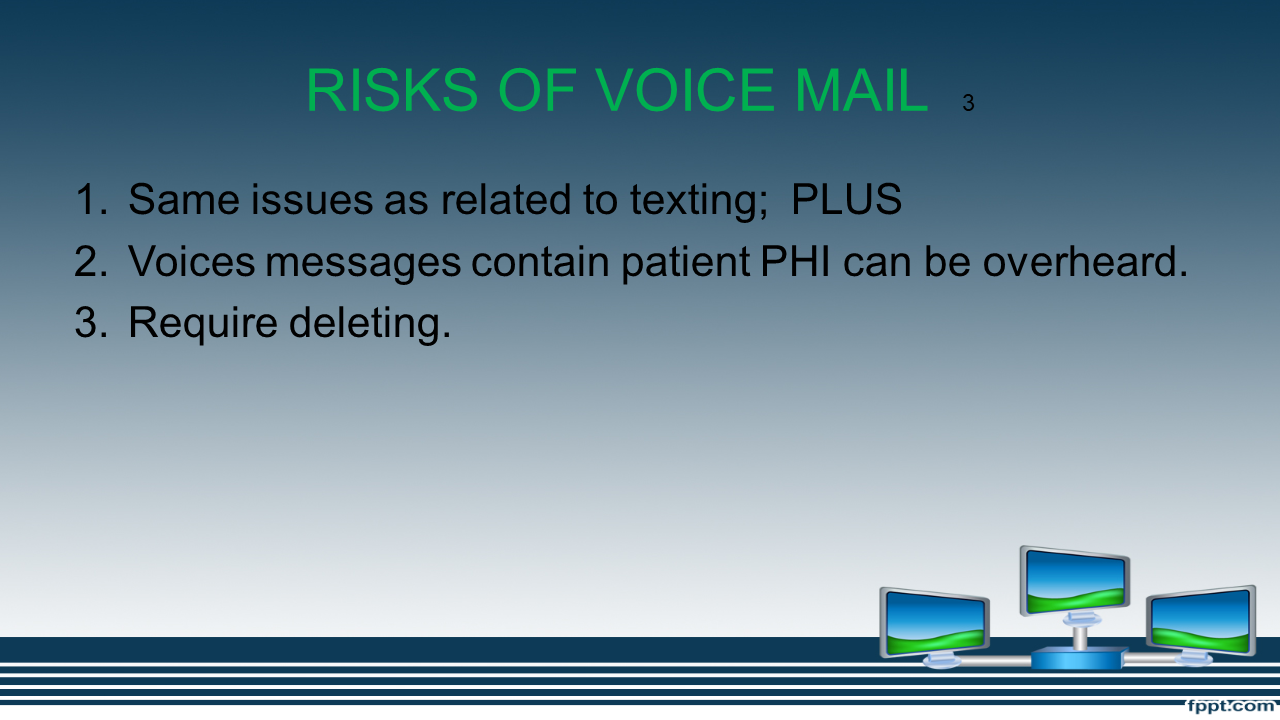 RISKS OF VOICE MAIL 3
1. Same issues as related to texting; PLUS
2. Voices messages contain patient PHI can be overheard.
3. Require deleting.
fppt.com